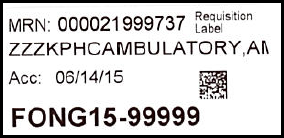 MRN: 000021999737 Requisition
Label
ZZZKPHCAMBULATORY,AM
Acc: 06/14/15
FONG15-99999